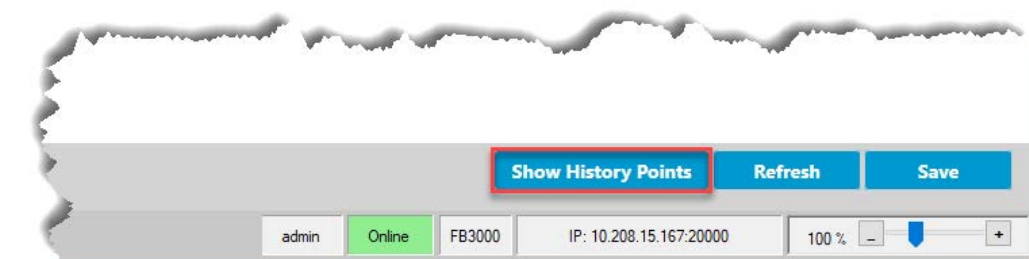 Show History Points Refresh Save
admin Online FB3000 IP: 10.208.15.167:20000 100 % - +